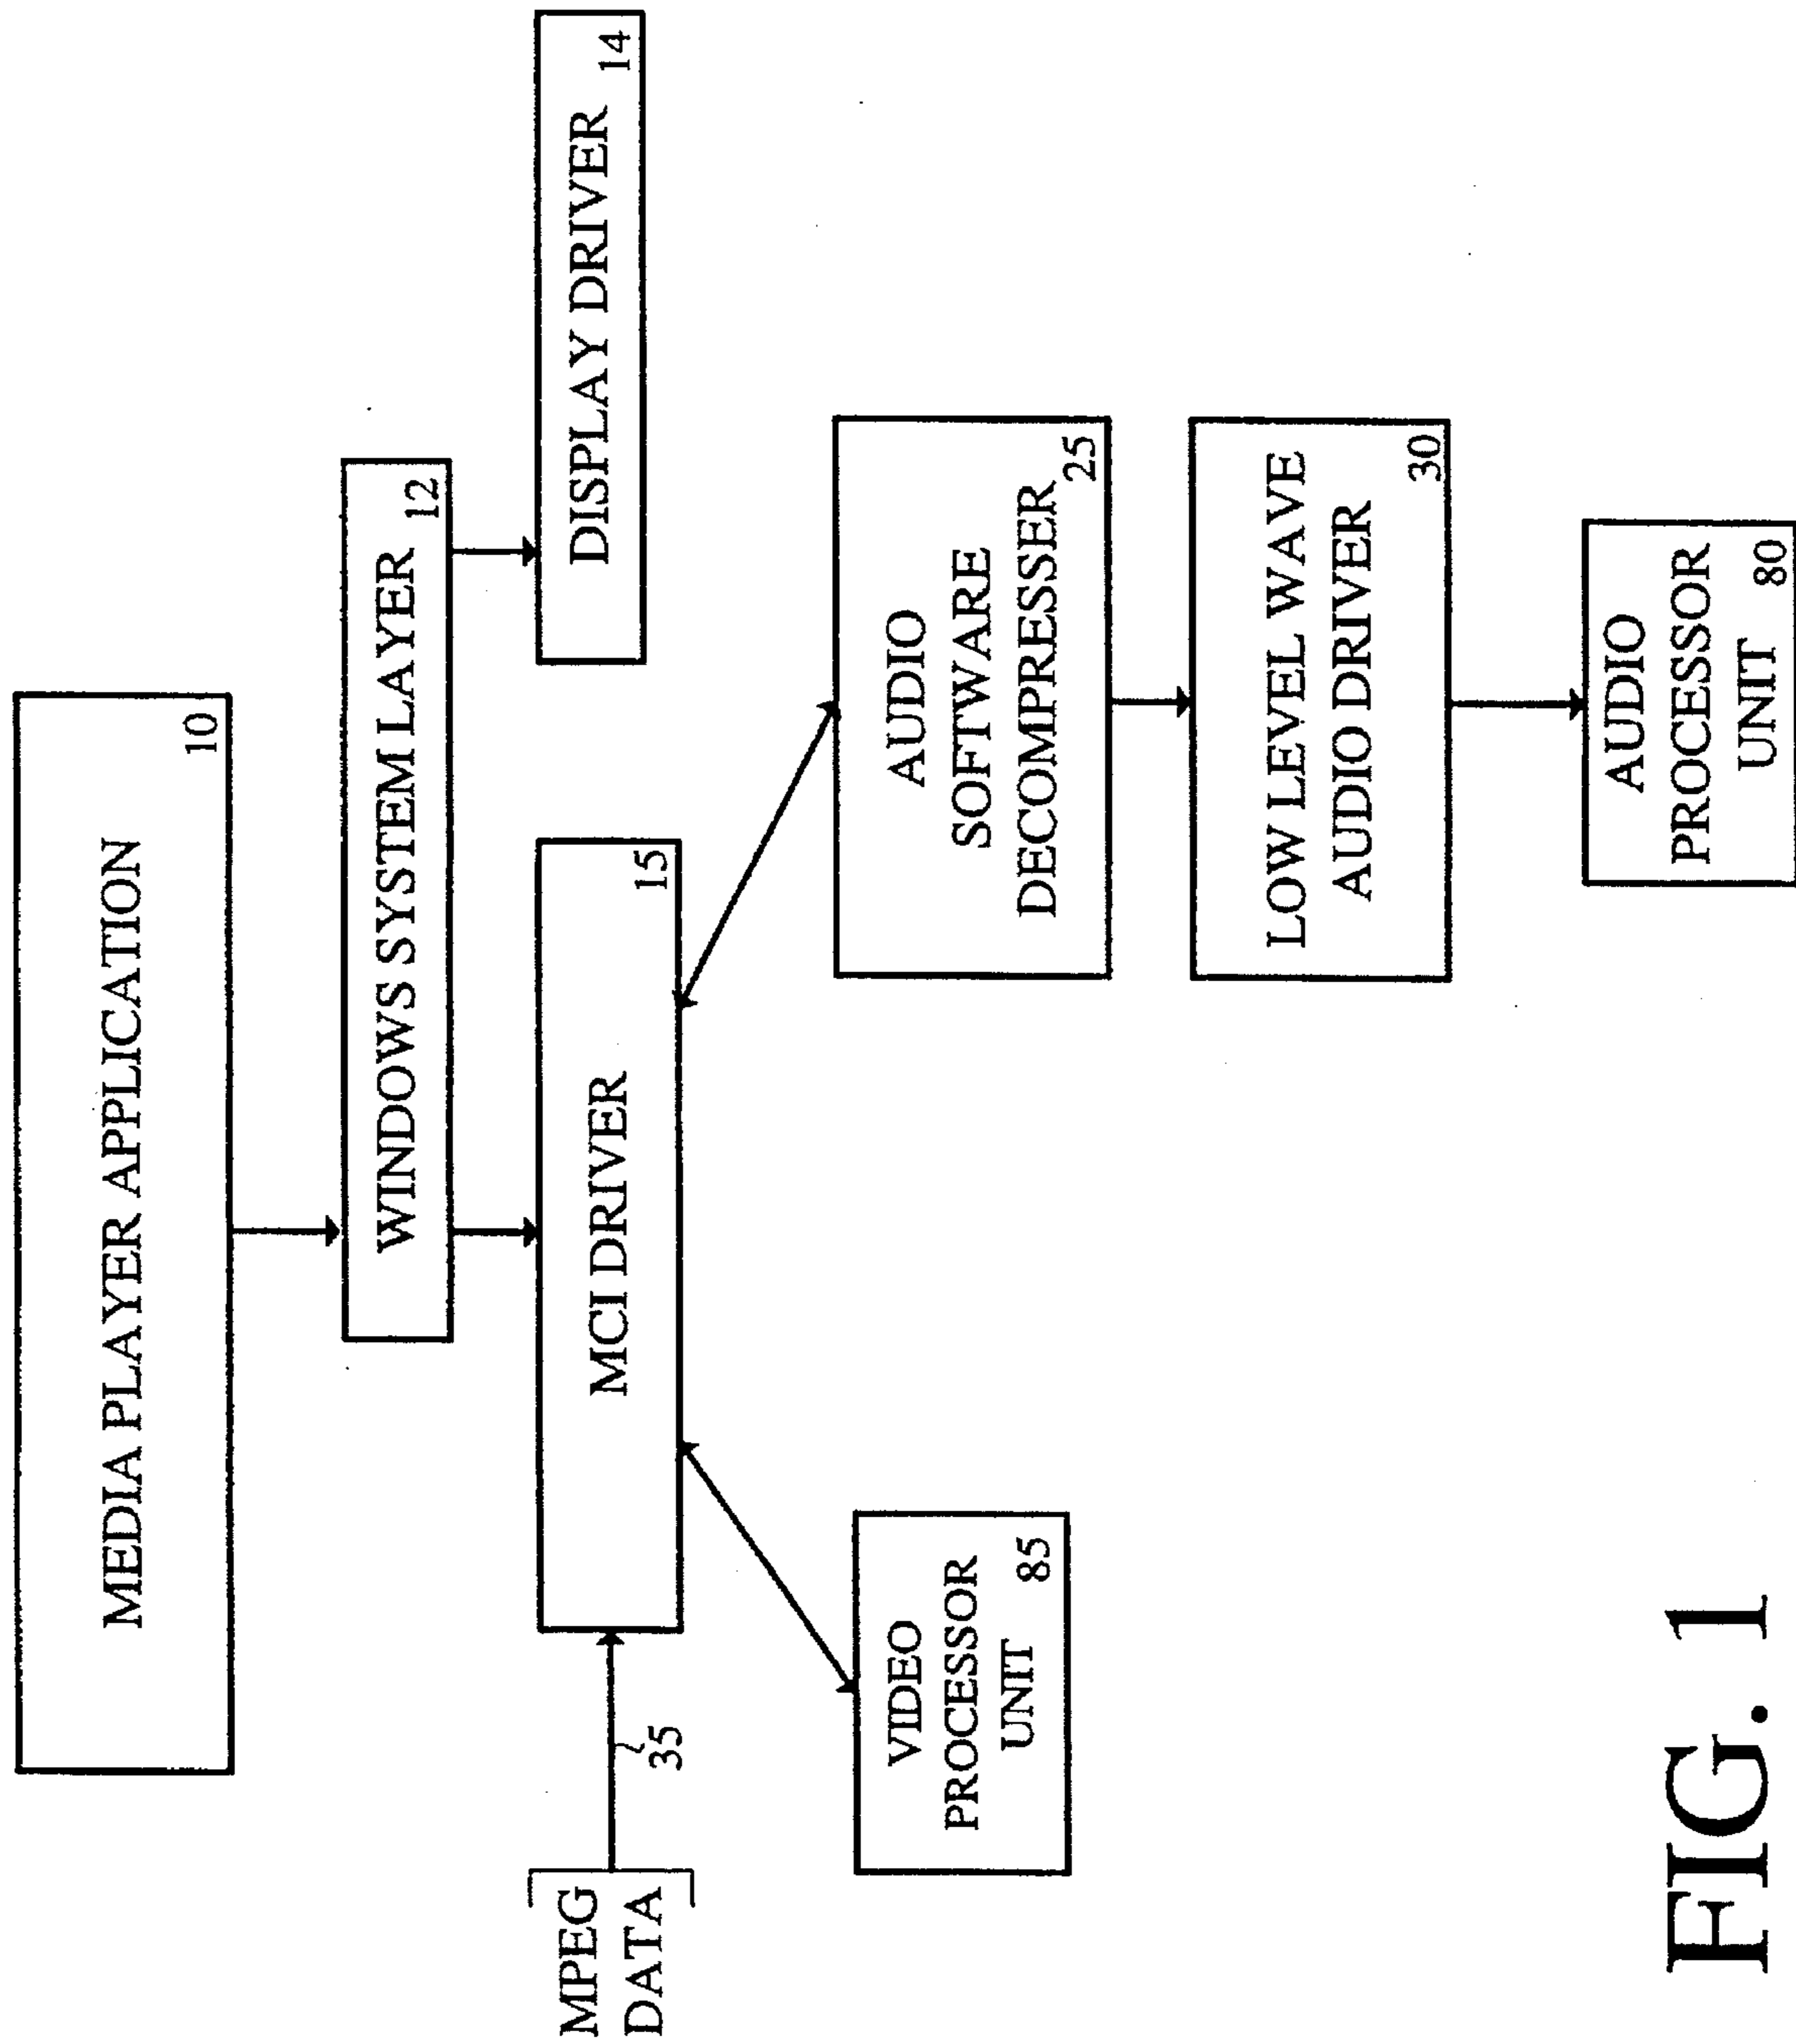 MEDIA PLAYER APPLICATION
10
WINDOWS SYSTEM LAYER
12
MPEG
DATA
35
MCI DRIVER
15
DISPLAY DRIVER
14
VIDEO
PROCESSOR
UNIT
85
AUDIO
SOFTWARE
DECOMPRESSER
25
LOW LEVEL WAVE
AUDIO DRIVER
30
AUDIO
PROCESSOR
UNIT
80
FIG. 1